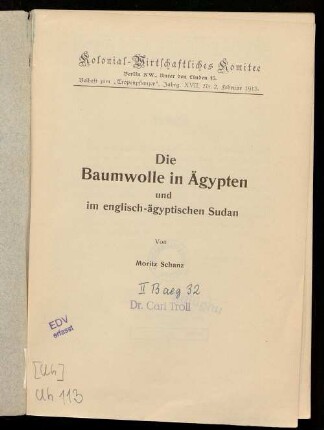 Kolonial-Wirtschaftliches Komitee
Berlin NW., Unter den Linden 43.
Beiheft zum „Tropenpflanzer“, Jahrg. XVII, Nr. 2, Februar 1913.
Die
Baumwolle in Ägypten
und
im englisch-ägyptischen Sudan
Von
Moritz Schanz
II Baeg 32
Dr. Carl Troll
EDV
erfasst
[Uh]
Uh 113